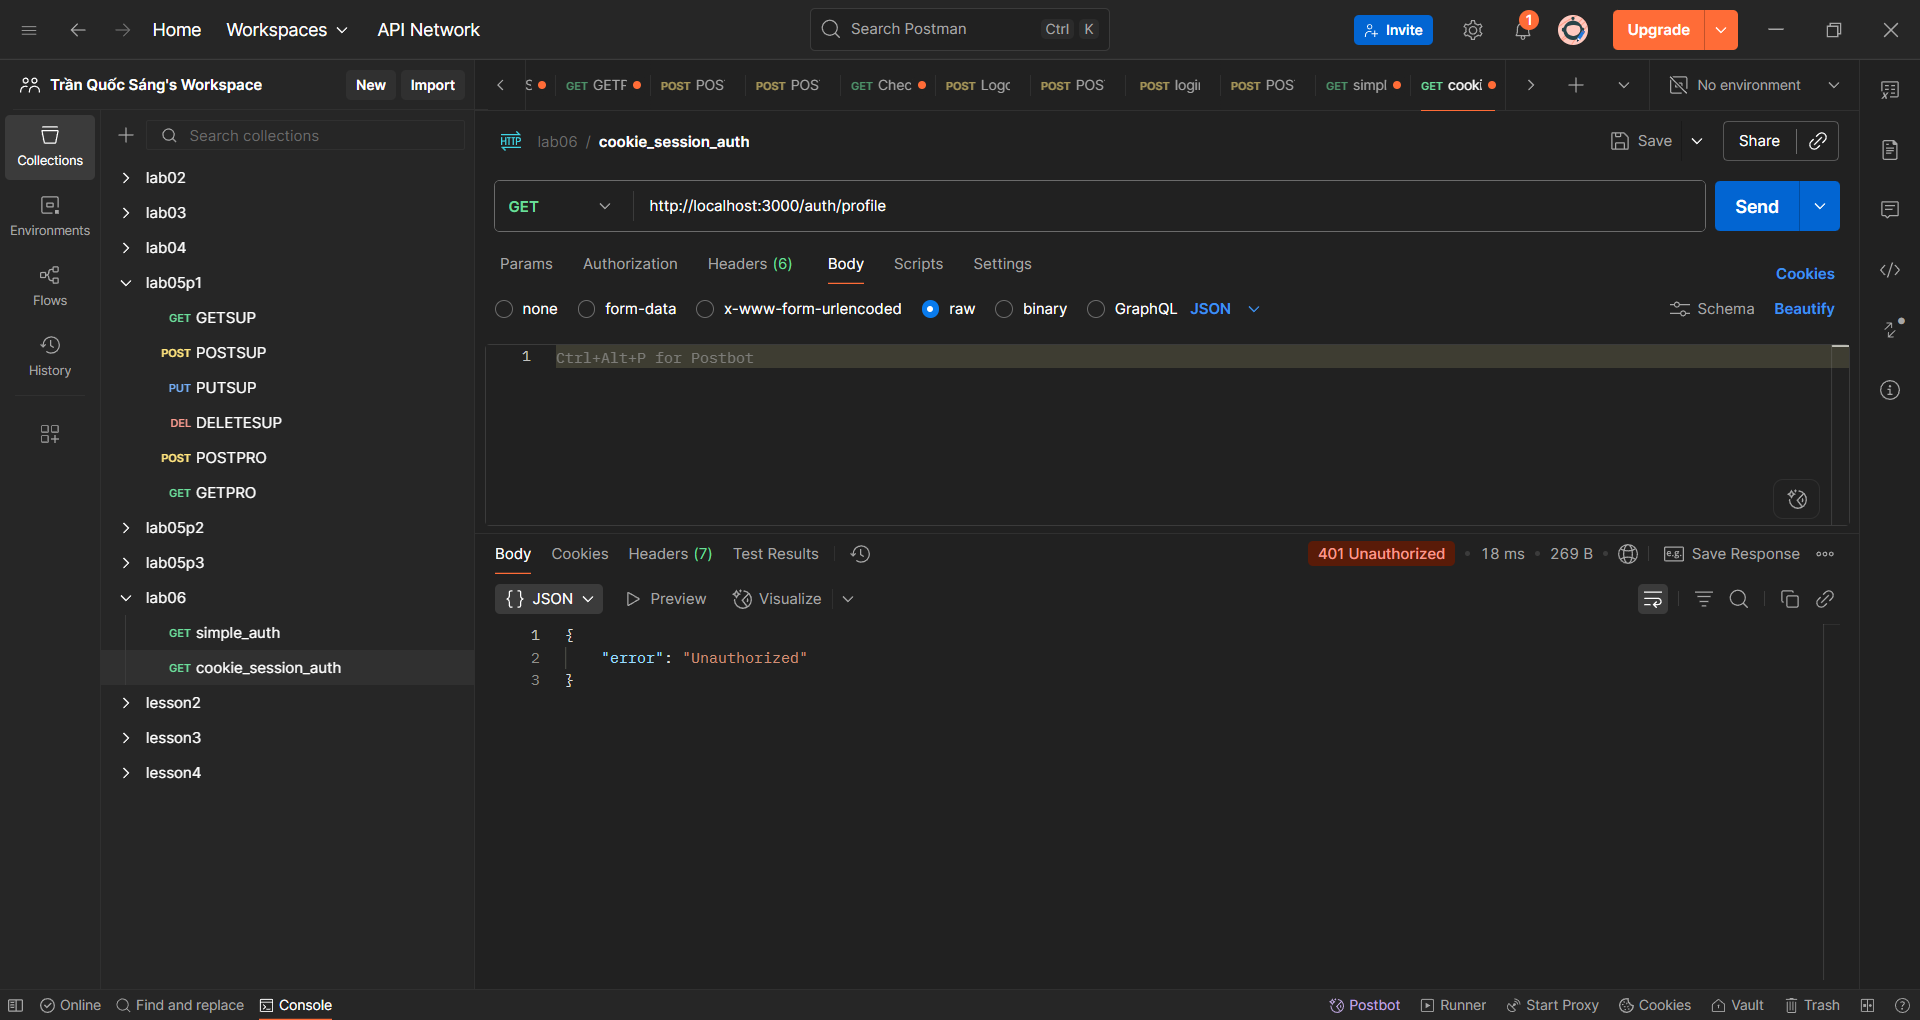 Home Workspaces API Network Search Postman Ctrl K Invite 1 Upgrade
Trần Quốc Sáng's Workspace New Import
GET GETF POST POS POST POS GET Chec POST Logc POST POS POST logii POST POS GET simpl GET cooki No environment
Collections
Environments
Flows
History
Search collections
lab02
lab03
lab04
lab05p1
GET GETSUP
POST POSTSUP
PUT PUTSUP
DEL DELETESUP
POST POSTPRO
GET GETPRO
lab05p2
lab05p3
lab06
GET simple_auth
GET cookie_session_auth
lesson2
lesson3
lesson4
HTTP lab06 / cookie_session_auth Save Share
GET http://localhost:3000/auth/profile Send
Params Authorization Headers (6) Body Scripts Settings Cookies
none form-data x-www-form-urlencoded raw binary GraphQL JSON Schema Beautify
1 Ctrl+Alt+P for Postbot
Body Cookies Headers (7) Test Results 401 Unauthorized • 18 ms • 269 B • e.g. Save Response
{} JSON Preview Visualize
1 {
2 "error": "Unauthorized"
3 }
Online Find and replace Console Postbot Runner Start Proxy Cookies Vault Trash